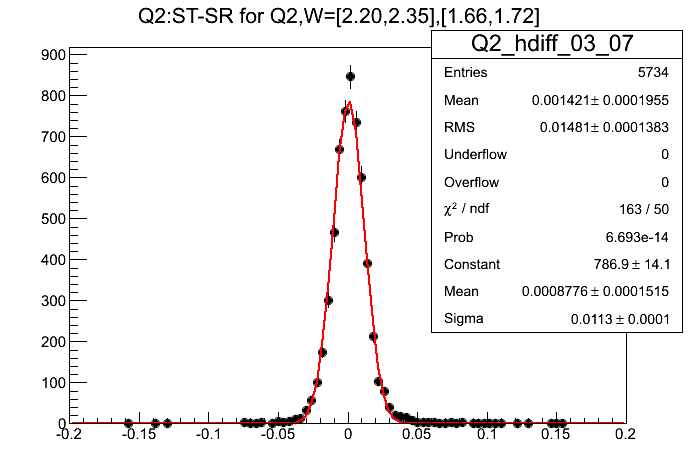 Q2:ST-SR for Q2,W=[2.20,2.35],[1.66,1.72]
Q2_hdiff_03_07
Entries 5734
Mean 0.001421± 0.0001955
RMS 0.01481± 0.0001383
Underflow 0
Overflow 0
χ² / ndf 163 / 50
Prob 6.693e-14
Constant 786.9 ± 14.1
Mean 0.0008776 ± 0.0001515
Sigma 0.0113 ± 0.0001
900
800
700
600
500
400
300
200
100
0
-0.2 -0.15 -0.1 -0.05 0 0.05 0.1 0.15 0.2